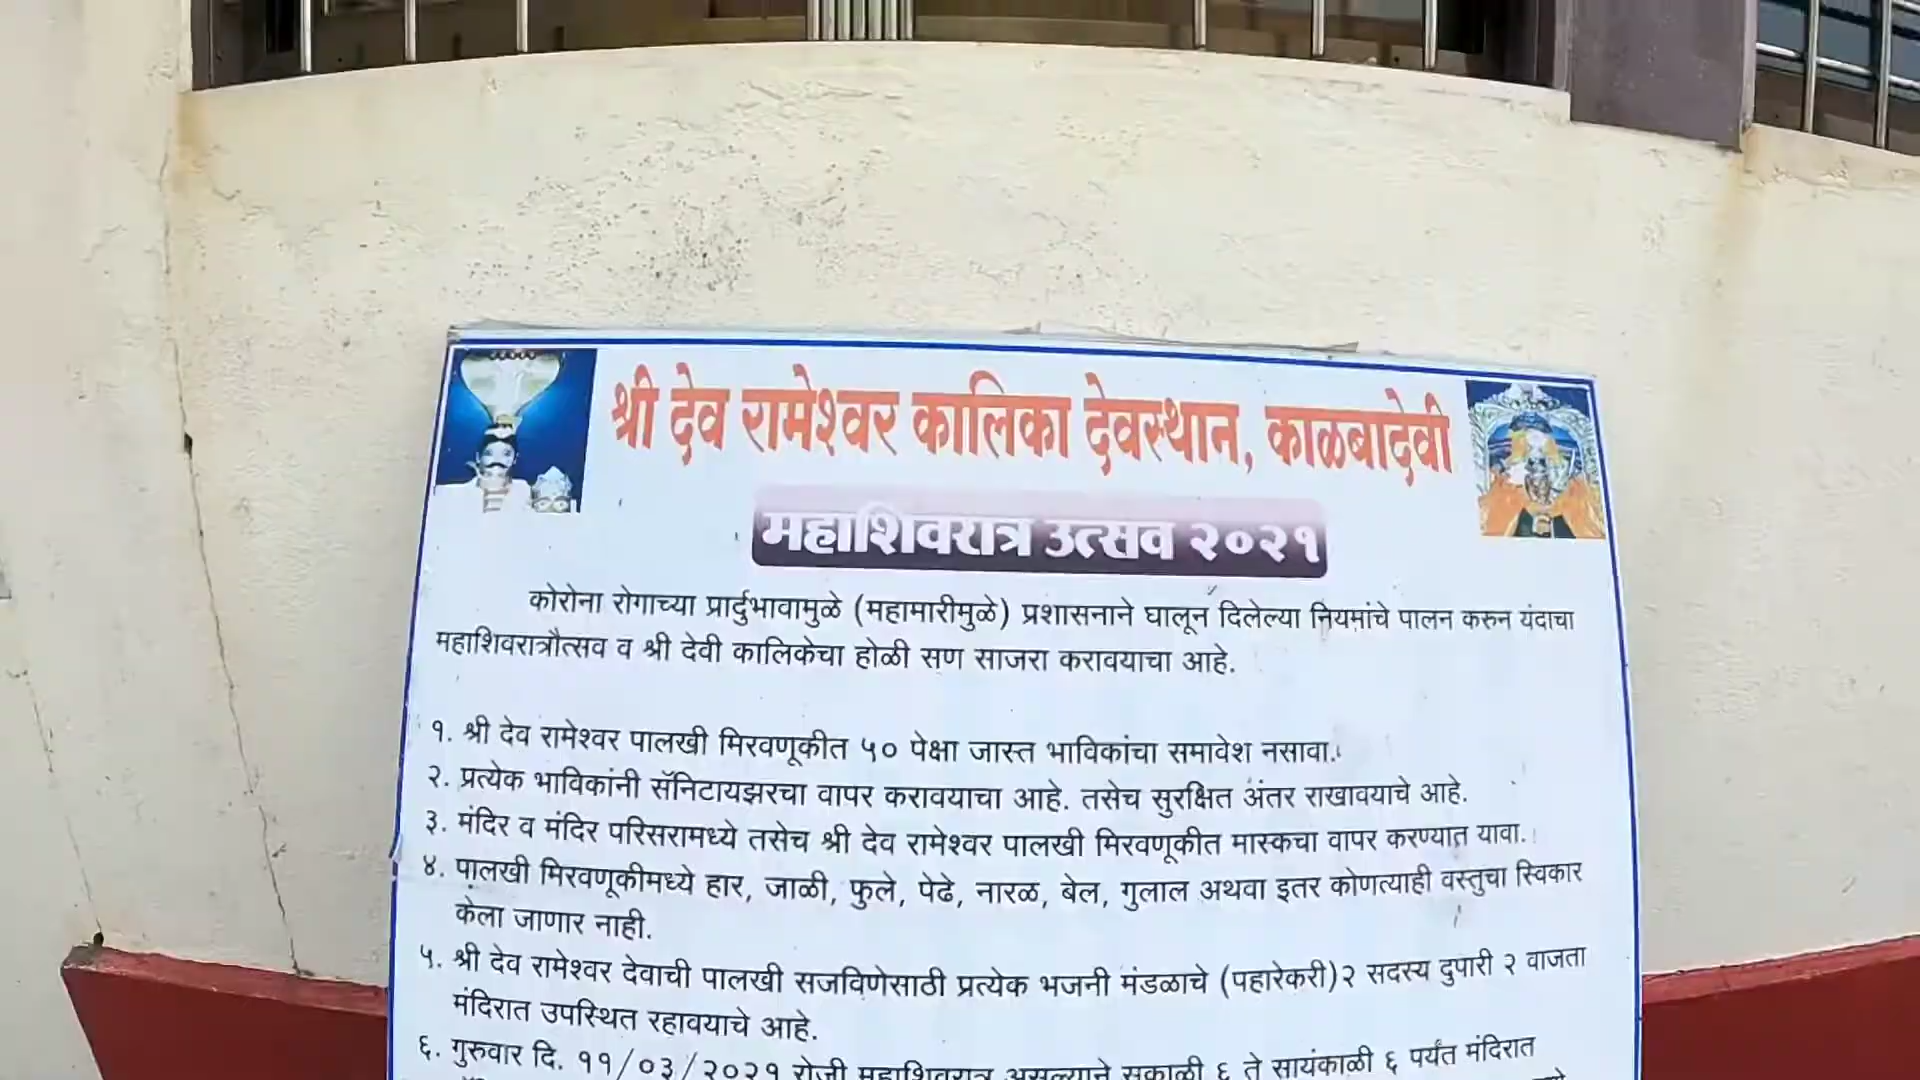 श्री देव रामेश्वर कालिका देवस्थान, काळबादेवी
महाशिवरात्र उत्सव २०२१
कोरोना रोगाच्या प्रार्दुभावामुळे (महामारीमुळे) प्रशासनाने घालून दिलेल्या नियमांचे पालन करुन यंदाचा
महाशिवरात्रौत्सव व श्री देवी कालिकेचा होळी सण साजरा करावयाचा आहे.
१. श्री देव रामेश्वर पालखी मिरवणूकीत ५० पेक्षा जास्त भाविकांचा समावेश नसावा.
२. प्रत्येक भाविकांनी सॅनिटायझरचा वापर करावयाचा आहे. तसेच सुरक्षित अंतर राखावयाचे आहे.
३. मंदिर व मंदिर परिसरामध्ये तसेच श्री देव रामेश्वर पालखी मिरवणूकीत मास्कचा वापर करण्यात यावा.
४. पालखी मिरवणूकीमध्ये हार, जाळी, फुले, पेढे, नारळ, बेल, गुलाल अथवा इतर कोणत्याही वस्तुचा स्विकार
केला जाणार नाही.
५. श्री देव रामेश्वर देवाची पालखी सजविणेसाठी प्रत्येक भजनी मंडळाचे (पहारेकरी) २ सदस्य दुपारी २ वाजता
मंदिरात उपस्थित रहावयाचे आहे.
६. गुरुवार दि. ११/०३/२०२१ रोजी महाशिवरात्र असल्याने सकाळी ६ ते सायंकाळी ६ पर्यंत मंदिरात